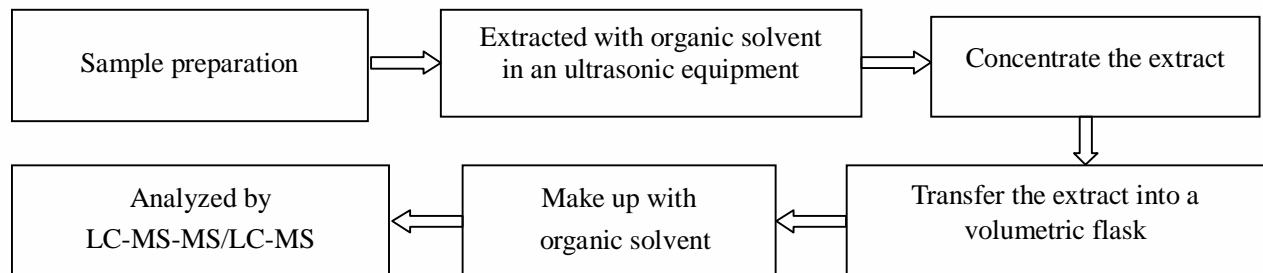 Sample preparation
Extracted with organic solvent
in an ultrasonic equipment
Concentrate the extract
Transfer the extract into a
volumetric flask
Make up with
organic solvent
Analyzed by
LC-MS-MS/LC-MS